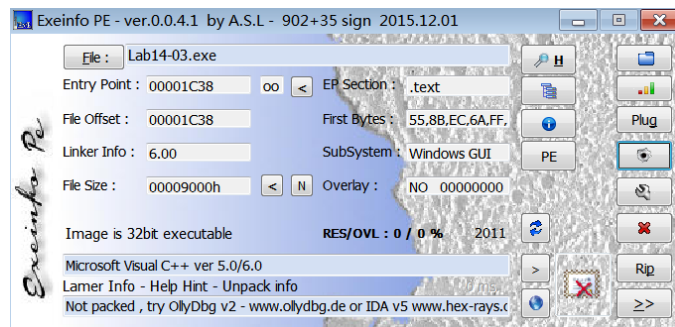 Exeinfo PE - ver.0.0.4.1 by A.S.L - 902+35 sign 2015.12.01
File : Lab14-03.exe H
Entry Point : 00001C38 oo < EP Section : .text
File Offset : 00001C38 First Bytes : 55,8B,EC,6A,FF, Plug
Linker Info : 6.00 SubSystem : Windows GUI PE
File Size : 00009000h < N Overlay : NO 00000000
Image is 32bit executable RES/OVL : 0 / 0 % 2011
Microsoft Visual C++ ver 5.0/6.0 > Rip
Lamer Info - Help Hint - Unpack info
Not packed , try OllyDbg v2 - www.ollydbg.de or IDA v5 www.hex-rays.c >>
Exeinfo Pe